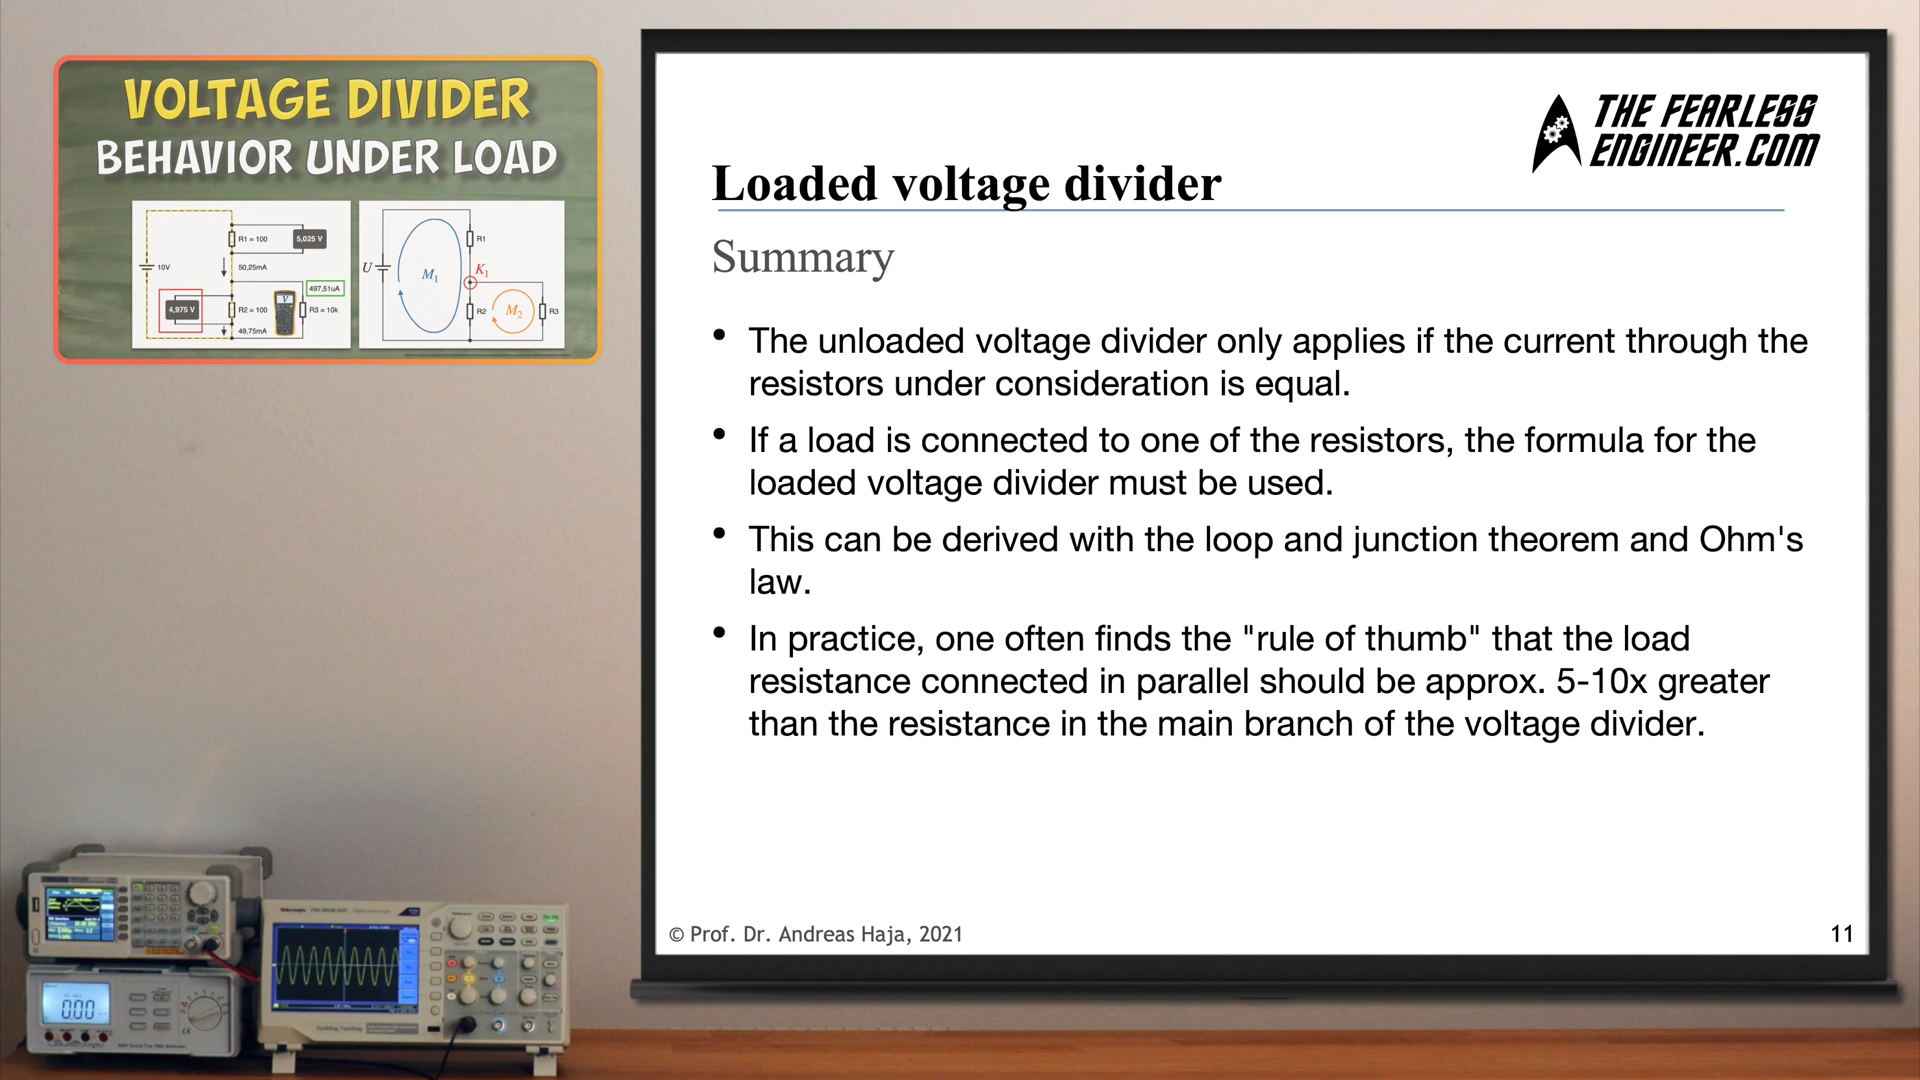 VOLTAGE DIVIDER
BEHAVIOR UNDER LOAD
R1 = 100
5,025 V
10V
50,25mA
497,51uA
4,975 V
R2 = 100
V
R3 = 10k
49,75mA
R1
U
M1
K1
R2
M2
R3
THE FEARLESS
ENGINEER.COM
Loaded voltage divider
Summary
• The unloaded voltage divider only applies if the current through the
resistors under consideration is equal.
• If a load is connected to one of the resistors, the formula for the
loaded voltage divider must be used.
• This can be derived with the loop and junction theorem and Ohm's
law.
• In practice, one often finds the "rule of thumb" that the load
resistance connected in parallel should be approx. 5-10x greater
than the resistance in the main branch of the voltage divider.
© Prof. Dr. Andreas Haja, 2021
11
Tektronix
0.00